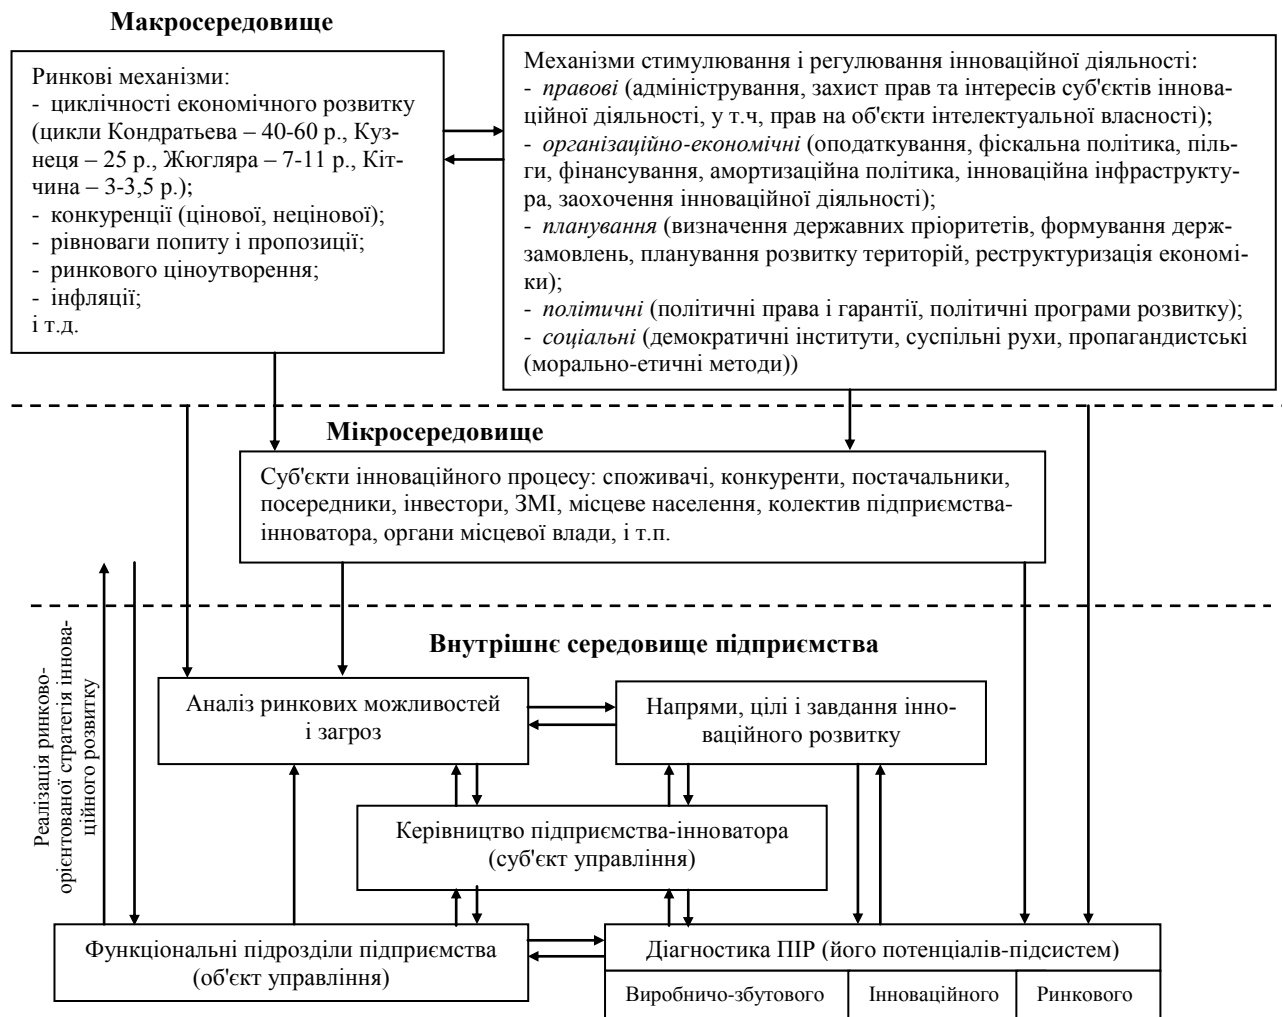 Макросередовище
Ринкові механізми:
- циклічності економічного розвитку
(цикли Кондратьева – 40-60 р., Куз-
неця – 25 р., Жюгляра – 7-11 р., Кіт-
чина – 3-3,5 р.);
- конкуренції (цінової, нецінової);
- рівноваги попиту і пропозиції;
- ринкового ціноутворення;
- інфляції;
і т.д.
Механізми стимулювання і регулювання інноваційної діяльності:
- правові (адміністрування, захист прав та інтересів суб'єктів іннова-
ційної діяльності, у т.ч, прав на об'єкти інтелектуальної власності);
- організаційно-економічні (оподаткування, фіскальна політика, піль-
ги, фінансування, амортизаційна політика, інноваційна інфраструкту-
ра, заохочення інноваційної діяльності);
- планування (визначення державних пріоритетів, формування держ-
замовлень, планування розвитку територій, реструктуризація економі-
ки);
- політичні (політичні права і гарантії, політичні програми розвитку);
- соціальні (демократичні інститути, суспільні рухи, пропагандистські
(морально-етичні методи))
Мікросередовище
Суб'єкти інноваційного процесу: споживачі, конкуренти, постачальники,
посередники, інвестори, ЗМІ, місцеве населення, колектив підприємства-
інноватора, органи місцевої влади, і т.п.
Внутрішнє середовище підприємства
Реалізація ринково-
орієнтованої стратегія іннова-
ційного розвитку
Аналіз ринкових можливостей
і загроз
Напрями, цілі і завдання інно-
ваційного розвитку
Керівництво підприємства-інноватора
(суб'єкт управління)
Функціональні підрозділи підприємства
(об'єкт управління)
Діагностика ПІР (його потенціалів-підсистем)
Виробничо-збутового
Інноваційного
Ринкового